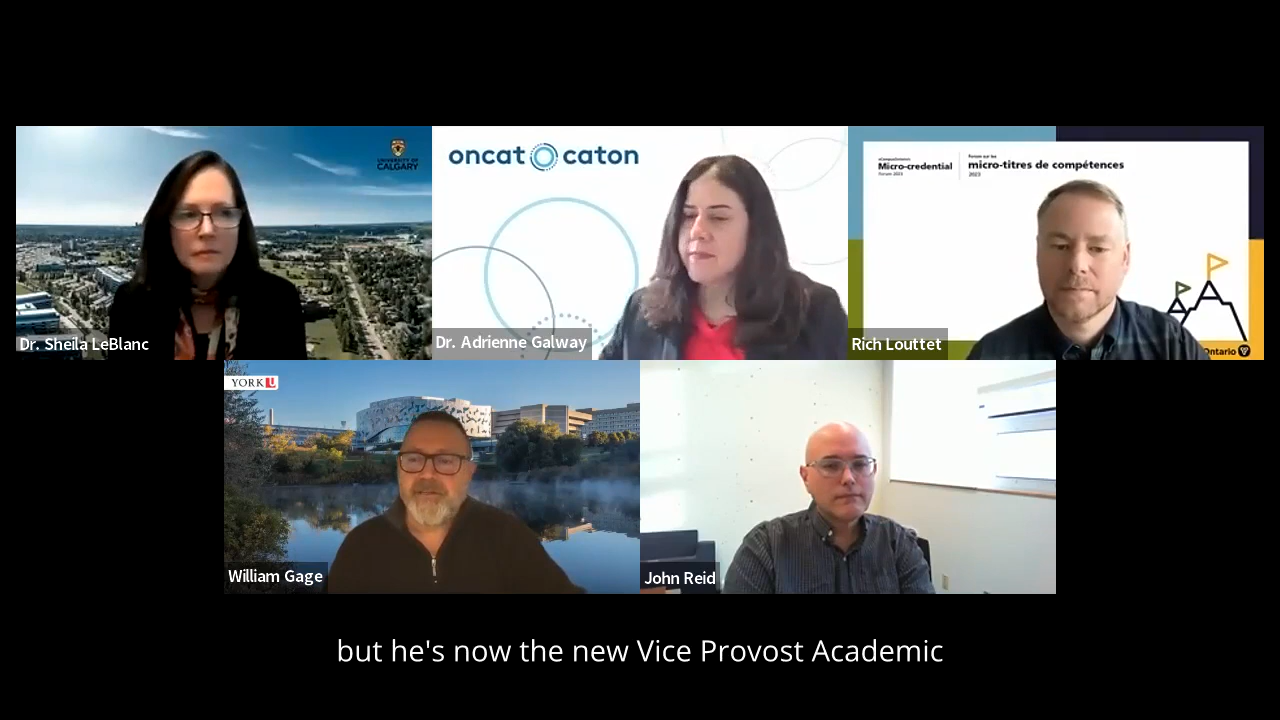 UNIVERSITY OF
CALGARY
Dr. Sheila LeBlanc
oncat caton
Dr. Adrienne Galway
eCampusOntario
Micro-credential
Forum 2023
Forum sur les
micro-titres de compétences
2023
Ontario
Rich Louttet
YORK U
William Gage
John Reid
but he's now the new Vice Provost Academic